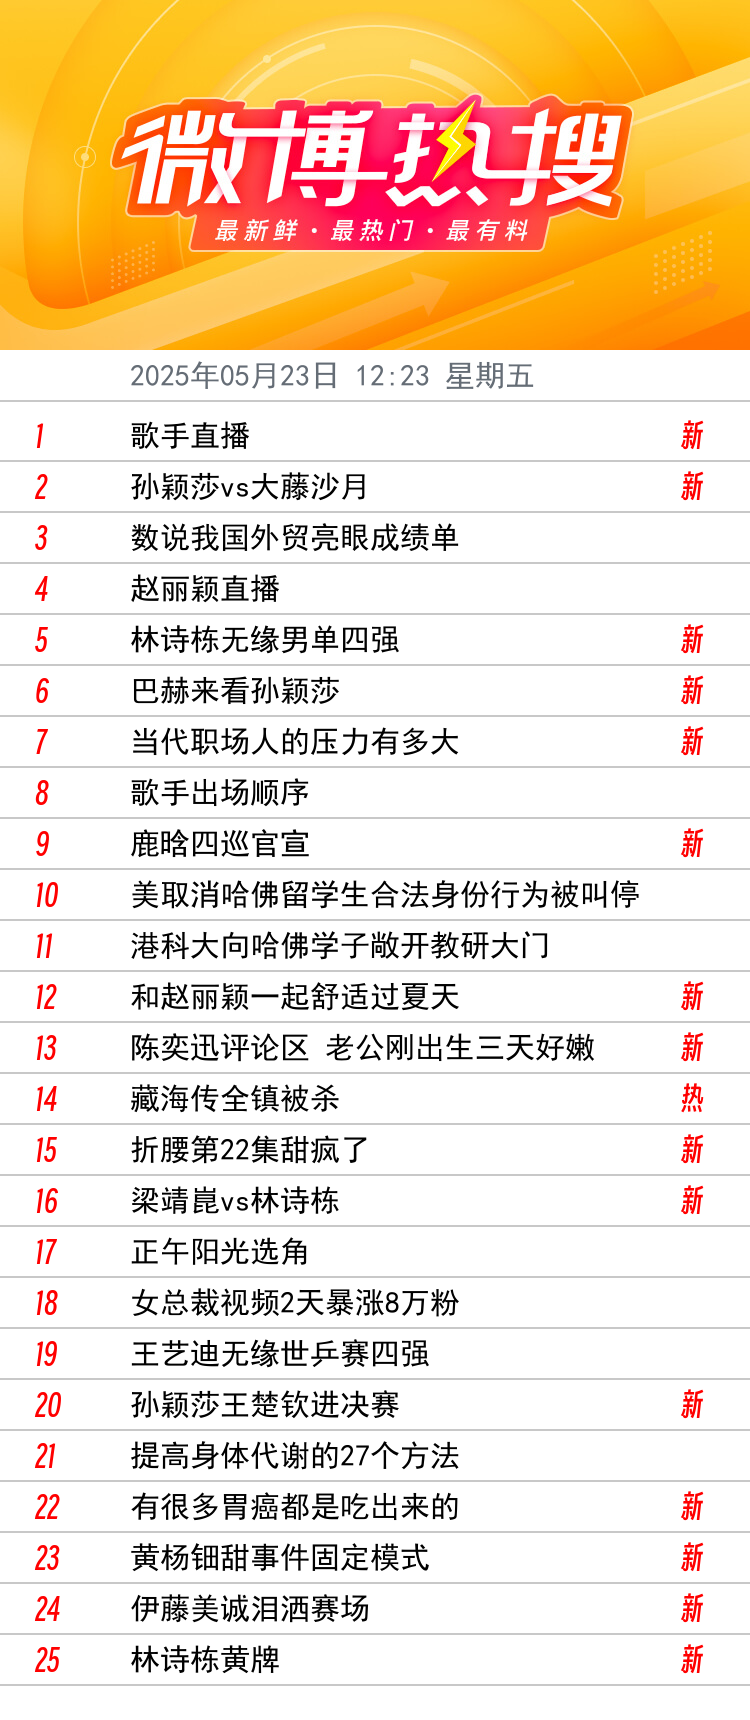 微博热搜
最新鲜·最热门·最有料
2025年05月23日 12:23 星期五
1 歌手直播 新
2 孙颖莎vs大藤沙月 新
3 数说我国外贸亮眼成绩单
4 赵丽颖直播
5 林诗栋无缘男单四强 新
6 巴赫来看孙颖莎 新
7 当代职场人的压力有多大 新
8 歌手出场顺序
9 鹿晗四巡官宣 新
10 美取消哈佛留学生合法身份行为被叫停
11 港科大向哈佛学子敞开教研大门
12 和赵丽颖一起舒适过夏天 新
13 陈奕迅评论区 老公刚出生三天好嫩 新
14 藏海传全镇被杀 热
15 折腰第22集甜疯了 新
16 梁靖崑vs林诗栋 新
17 正午阳光选角
18 女总裁视频2天暴涨8万粉
19 王艺迪无缘世乒赛四强
20 孙颖莎王楚钦进决赛 新
21 提高身体代谢的27个方法
22 有很多胃癌都是吃出来的 新
23 黄杨钿甜事件固定模式 新
24 伊藤美诚泪洒赛场 新
25 林诗栋黄牌 新